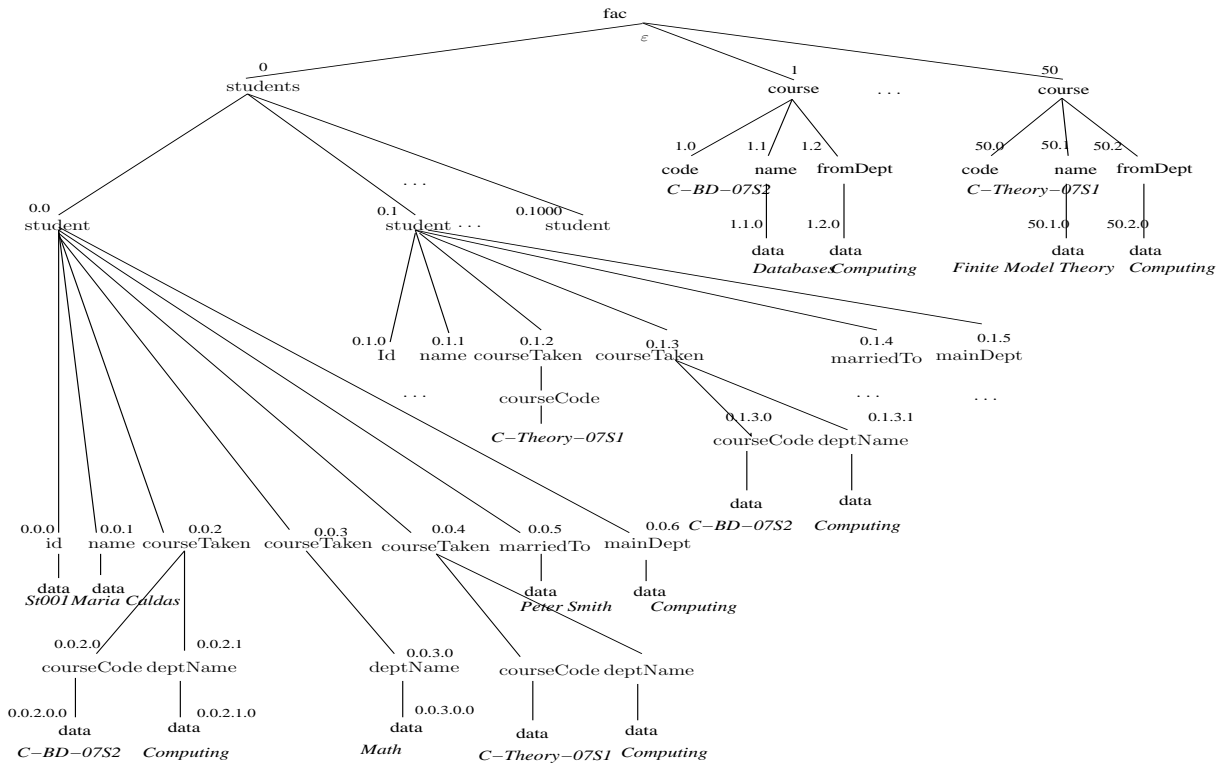 fac
ε
0 1 50
students course . . . course
1.0 1.1 1.2 50.0 50.1 50.2
code name fromDept code name fromDept
. . .
C−BD−07S2 C−Theory−07S1
0.0 0.1 0.1000
student student . . . student
1.1.0 1.2.0 50.1.0 50.2.0
data data data data
Databases Computing Finite Model Theory Computing
0.1.0 0.1.1 0.1.2 0.1.3 0.1.4 0.1.5
Id name courseTaken courseTaken marriedTo mainDept
. . . courseCode . . . . . .
0.1.3.0 0.1.3.1
C−Theory−07S1 courseCode deptName
data data
C−BD−07S2 Computing
0.0.0 0.0.1 0.0.2 0.0.3 0.0.4 0.0.5 0.0.6
id name courseTaken courseTaken courseTaken marriedTo mainDept
data data data data
St001 Maria Caldas Peter Smith Computing
0.0.2.0 0.0.2.1 0.0.3.0
courseCode deptName deptName courseCode deptName
0.0.2.0.0 0.0.2.1.0 0.0.3.0.0
data data data data data
C−BD−07S2 Computing Math C−Theory−07S1 Computing